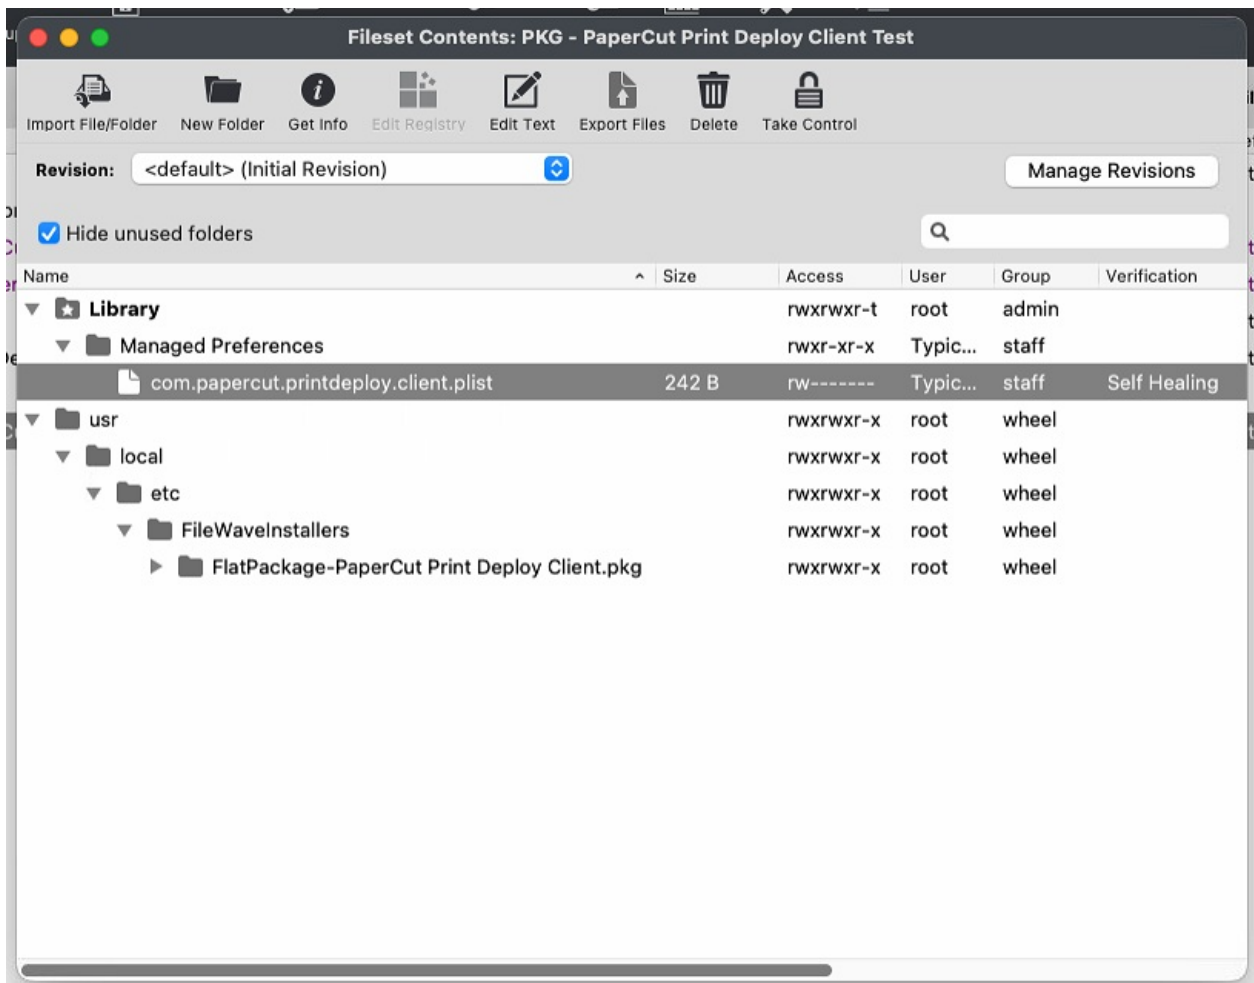 Fileset Contents: PKG - PaperCut Print Deploy Client Test
Import File/Folder New Folder Get Info Edit Registry Edit Text Export Files Delete Take Control
Revision: <default> (Initial Revision) Manage Revisions
Hide unused folders
Name Size Access User Group Verification
Library rwxrwxr-t root admin
Managed Preferences rwxr-xr-x Typic... staff
com.papercut.printdeploy.client.plist 242 B rw------- Typic... staff Self Healing
usr rwxrwxr-x root wheel
local rwxrwxr-x root wheel
etc rwxrwxr-x root wheel
FileWaveInstallers rwxrwxr-x root wheel
FlatPackage-PaperCut Print Deploy Client.pkg rwxrwxr-x root wheel